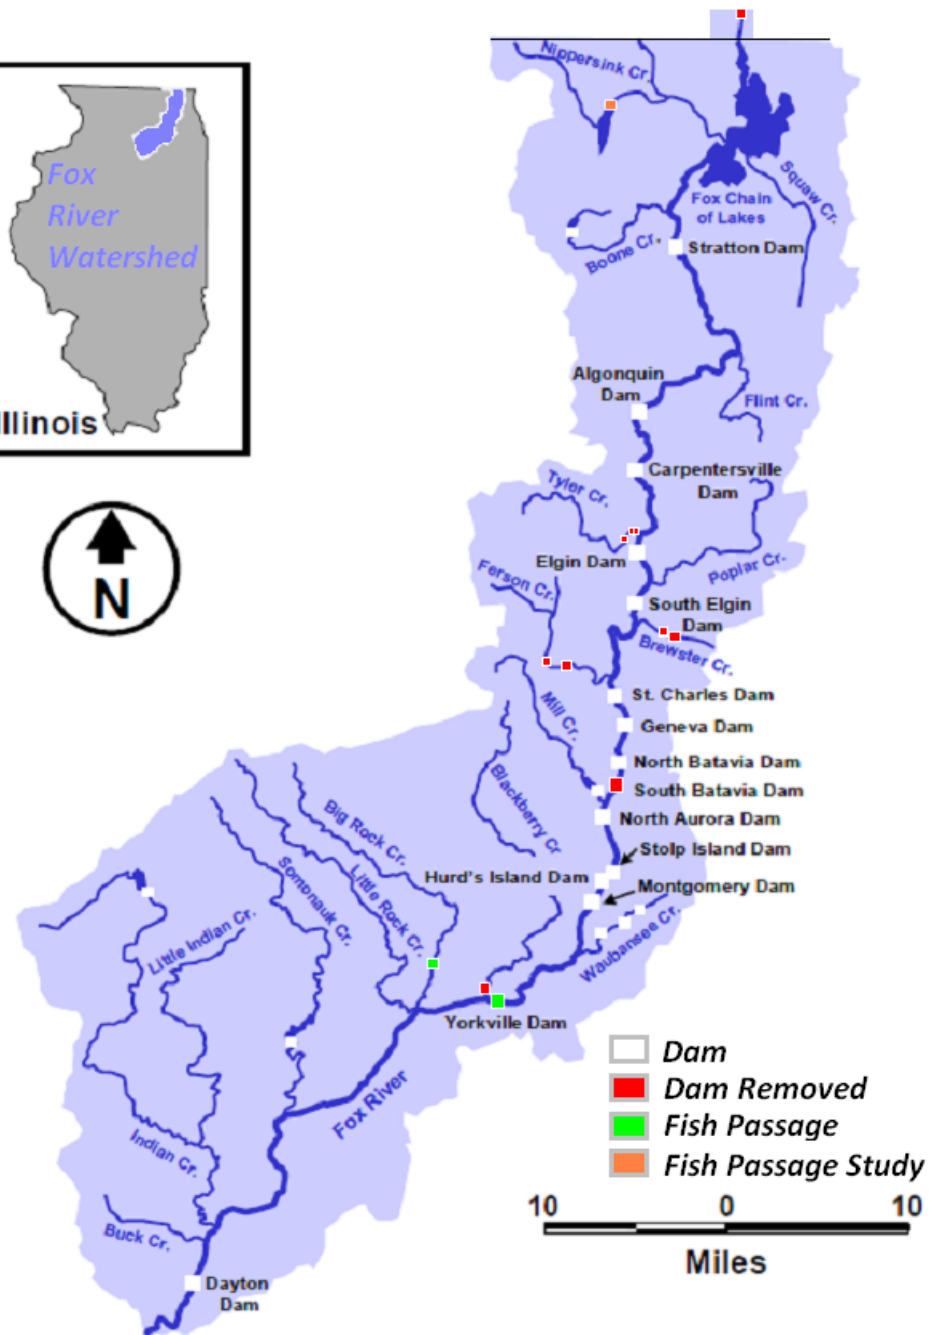 Nippersink Cr.
Squaw Cr.
Fox Chain
of Lakes
Boone Cr.
Stratton Dam
Fox
River
Watershed
Illinois
N
Algonquin
Dam
Flint Cr.
Carpentersville
Dam
Tyler Cr.
Elgin Dam
Poplar Cr.
Ferson Cr.
South Elgin
Dam
Brewster Cr.
St. Charles Dam
Mill Cr.
Geneva Dam
North Batavia Dam
South Batavia Dam
Blackberry Cr
North Aurora Dam
Big Rock Cr.
Stolp Island Dam
Hurd's Island Dam
Montgomery Dam
Little Rock Cr.
Somonauk Cr.
Little Indian Cr.
Waubansee Cr.
Yorkville Dam
Fox River
Indian Cr.
Buck Cr.
Dayton
Dam
Dam
Dam Removed
Fish Passage
Fish Passage Study
10 0 10
Miles